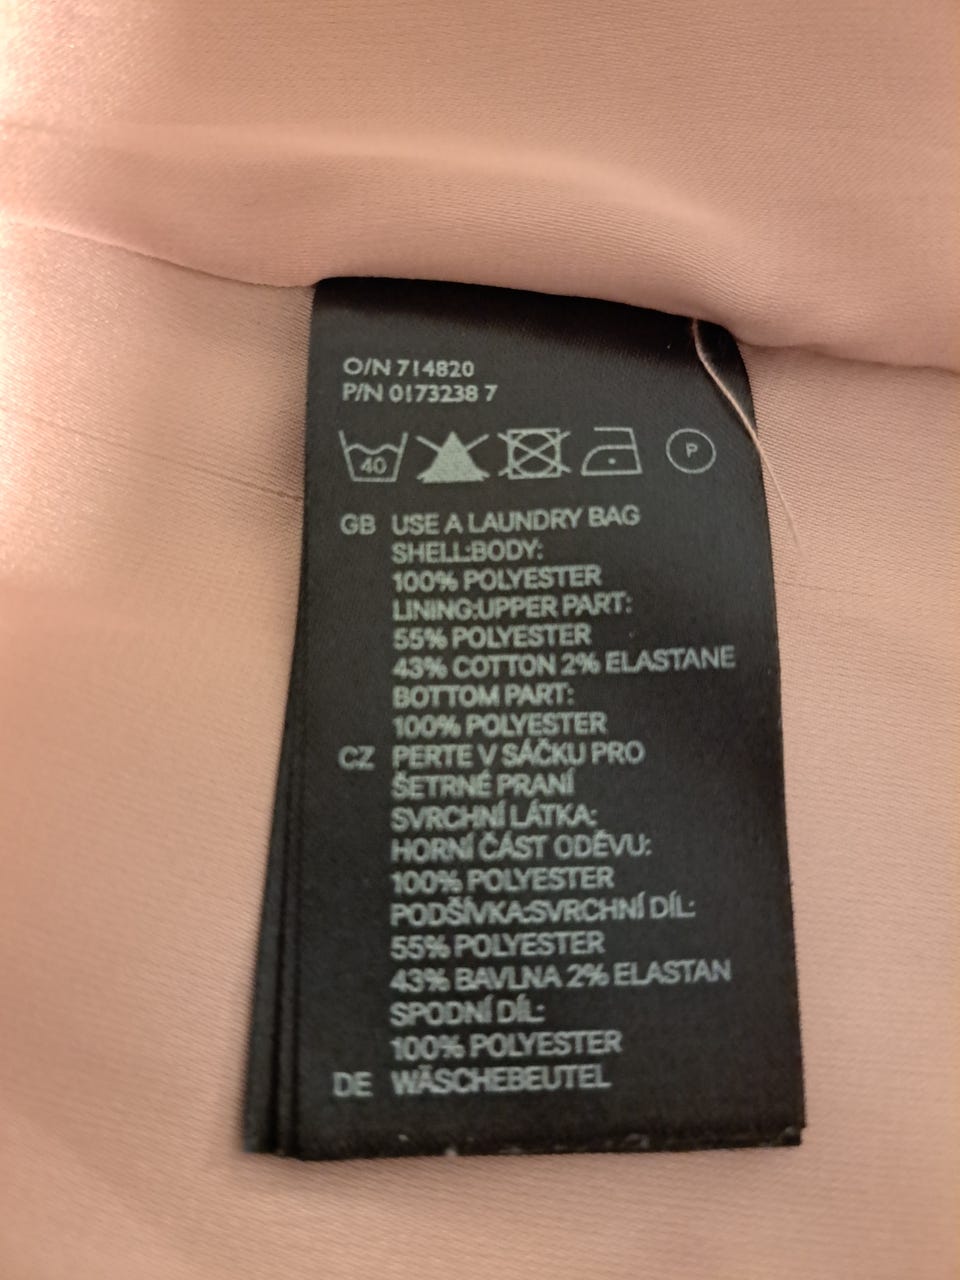 O/N 714820
P/N 0173238 7
40 P
GB USE A LAUNDRY BAG
SHELL:BODY:
100% POLYESTER
LINING:UPPER PART:
55% POLYESTER
43% COTTON 2% ELASTANE
BOTTOM PART:
100% POLYESTER
CZ PERTE V SÁČKU PRO
ŠETRNÉ PRANÍ
SVRCHNÍ LÁTKA:
HORNÍ ČÁST ODĚVU:
100% POLYESTER
PODŠÍVKA:SVRCHNÍ DÍL:
55% POLYESTER
43% BAVLNA 2% ELASTAN
SPODNÍ DÍL:
100% POLYESTER
DE WÄSCHEBEUTEL